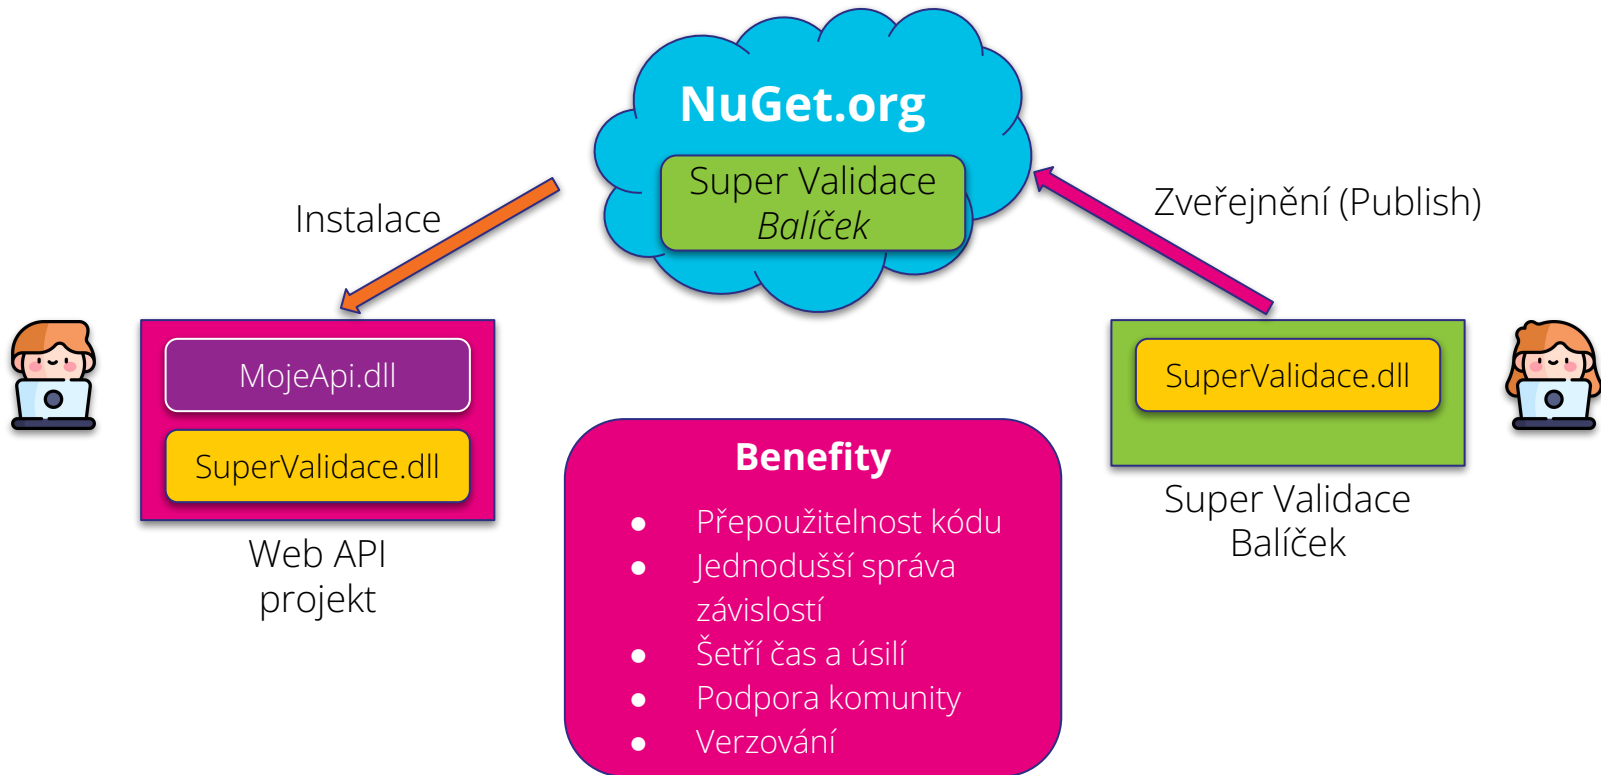 NuGet.org
Super Validace
Balíček
Instalace
Zveřejnění (Publish)
MojeApi.dll
SuperValidace.dll
Web API
projekt
SuperValidace.dll
Super Validace
Balíček
Benefity
● Přepoužitelnost kódu
● Jednodušší správa
závislostí
● Šetří čas a úsilí
● Podpora komunity
● Verzování